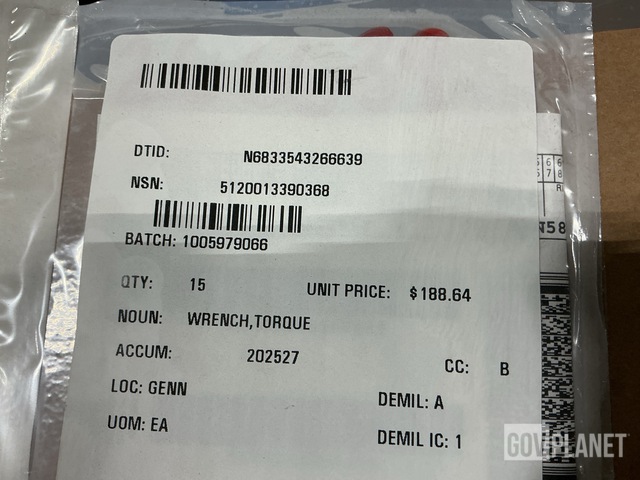 DTID: N6833543266639
NSN: 5120013390368
BATCH: 1005979066
QTY: 15 UNIT PRICE: $188.64
NOUN: WRENCH,TORQUE
ACCUM: 202527
CC: B
LOC: GENN
DEMIL: A
UOM: EA
DEMIL IC: 1
N58
GOVPLANET